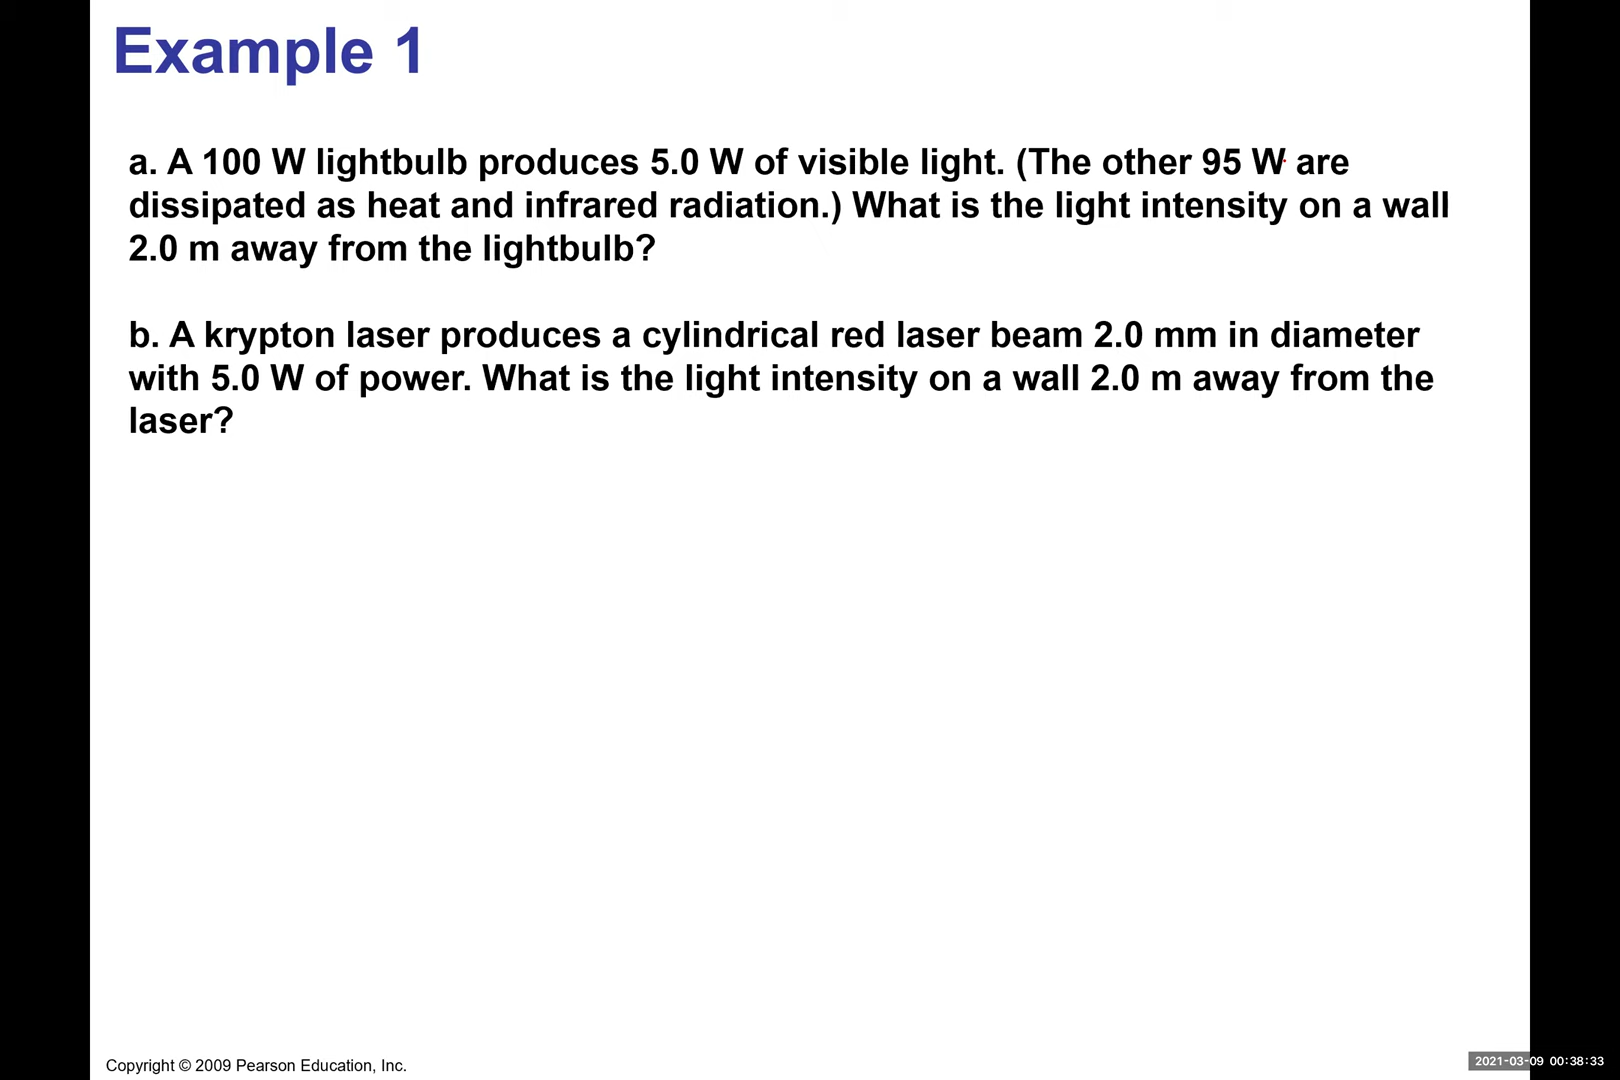 Example 1
a. A 100 W lightbulb produces 5.0 W of visible light. (The other 95 W are
dissipated as heat and infrared radiation.) What is the light intensity on a wall
2.0 m away from the lightbulb?
b. A krypton laser produces a cylindrical red laser beam 2.0 mm in diameter
with 5.0 W of power. What is the light intensity on a wall 2.0 m away from the
laser?
Copyright © 2009 Pearson Education, Inc.
2021-03-09 00:38:33